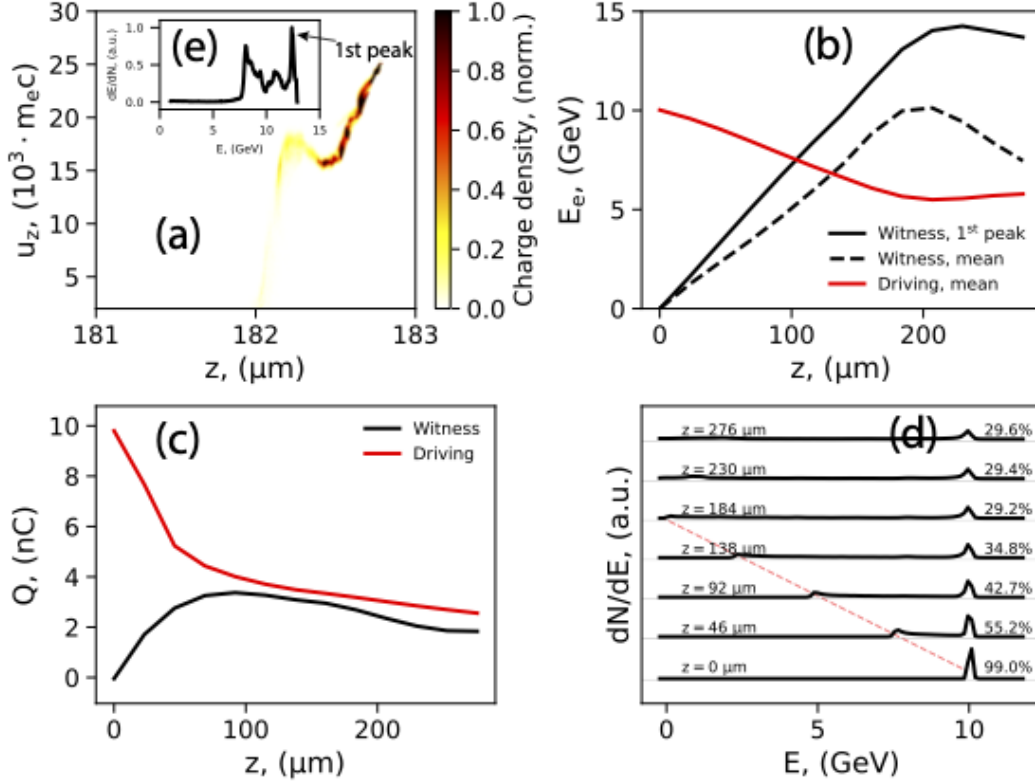 30
25
20
15
10
5
u_z, (10³ · m_ec)
(a)
181
182
183
z, (μm)
(e)
1st peak
dE/dN, (a.u.)
1.0
0.5
0.0
0
5
10
15
E, (GeV)
1.0
0.8
0.6
0.4
0.2
0.0
Charge density, (norm.)
15
10
5
0
E_e, (GeV)
(b)
Witness, 1ˢᵗ peak
Witness, mean
Driving, mean
0
100
200
z, (μm)
10
8
6
4
2
0
Q, (nC)
(c)
Witness
Driving
0
100
200
z, (μm)
dN/dE, (a.u.)
(d)
z = 276 μm 29.6%
z = 230 μm 29.4%
z = 184 μm 29.2%
z = 138 μm 34.8%
z = 92 μm 42.7%
z = 46 μm 55.2%
z = 0 μm 99.0%
0
5
10
E, (GeV)